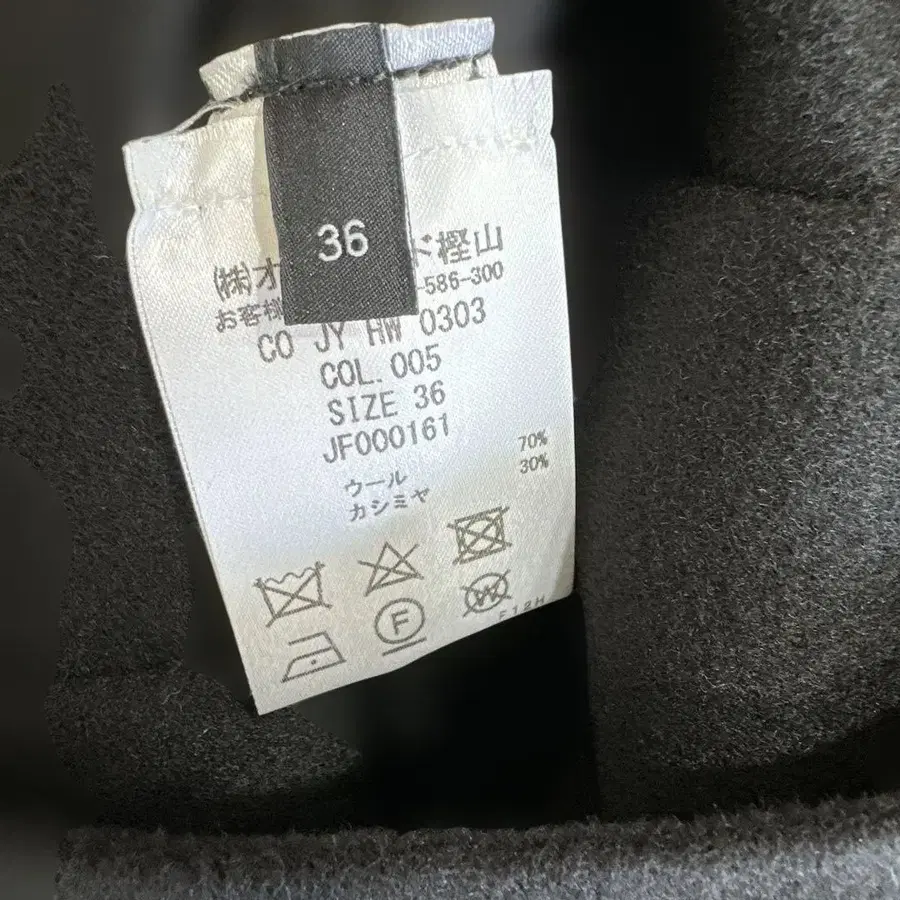 36
(株)オ ド樫山
お客様 -586-300
CO JY HW 0303
COL. 005
SIZE 36
JF000161
ウール 70%
カシミヤ 30%
F
W
F12H